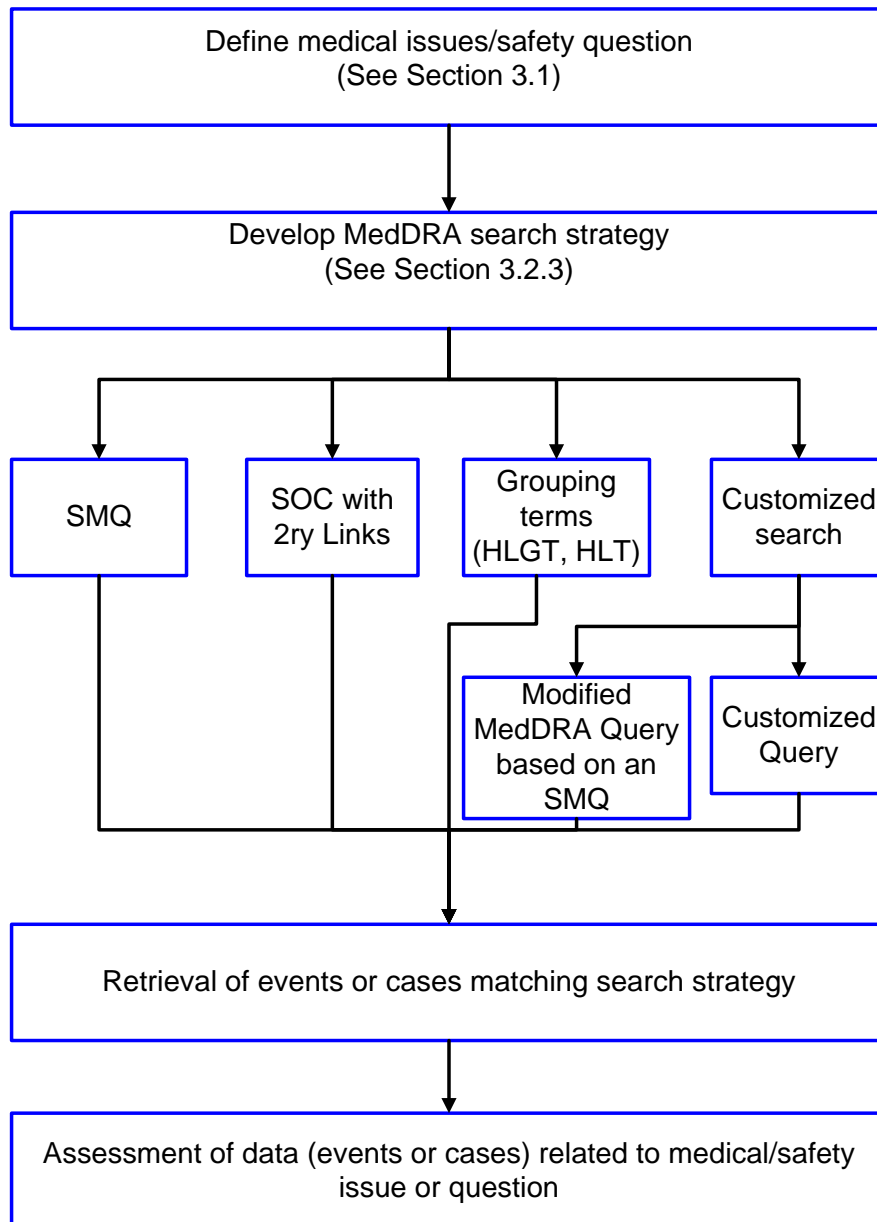 Define medical issues/safety question
(See Section 3.1)
Develop MedDRA search strategy
(See Section 3.2.3)
SMQ
SOC with
2ry Links
Grouping
terms
(HLGT, HLT)
Customized
search
Modified
MedDRA Query
based on an
SMQ
Customized
Query
Retrieval of events or cases matching search strategy
Assessment of data (events or cases) related to medical/safety
issue or question